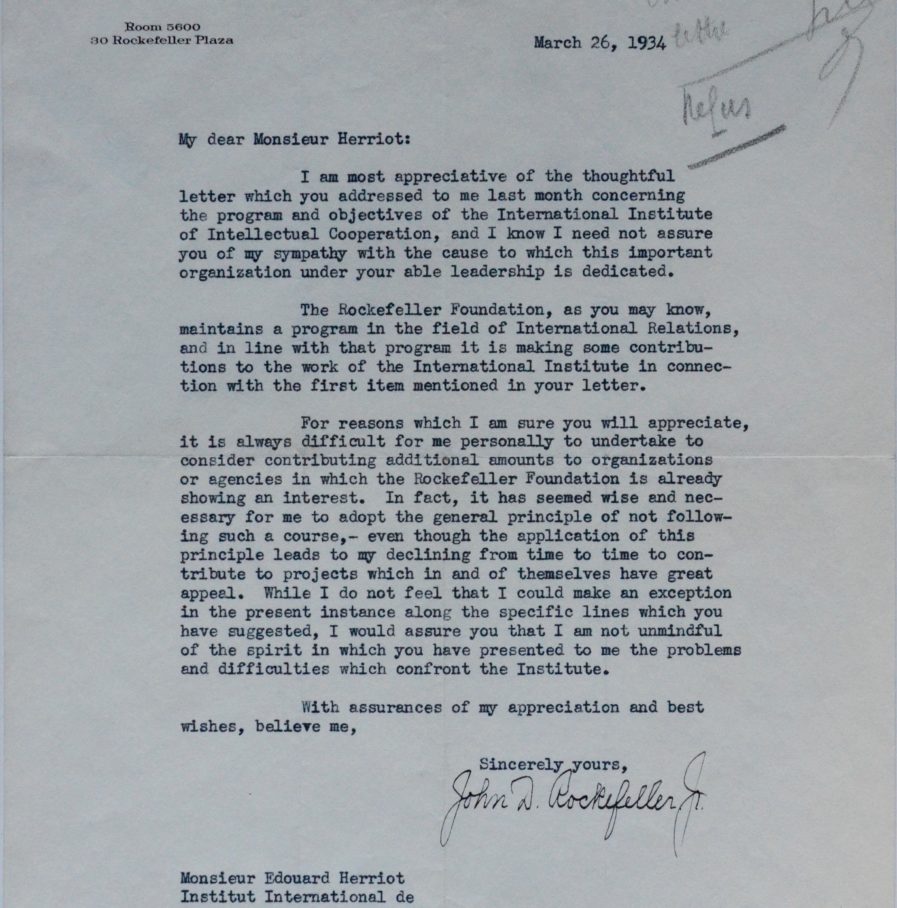 Room 5600
30 Rockefeller Plaza
March 26, 1934
lettre
Refus
My dear Monsieur Herriot:
I am most appreciative of the thoughtful
letter which you addressed to me last month concerning
the program and objectives of the International Institute
of Intellectual Cooperation, and I know I need not assure
you of my sympathy with the cause to which this important
organization under your able leadership is dedicated.
The Rockefeller Foundation, as you may know,
maintains a program in the field of International Relations,
and in line with that program it is making some contribu-
tions to the work of the International Institute in connec-
tion with the first item mentioned in your letter.
For reasons which I am sure you will appreciate,
it is always difficult for me personally to undertake to
consider contributing additional amounts to organizations
or agencies in which the Rockefeller Foundation is already
showing an interest. In fact, it has seemed wise and nec-
essary for me to adopt the general principle of not follow-
ing such a course,- even though the application of this
principle leads to my declining from time to time to con-
tribute to projects which in and of themselves have great
appeal. While I do not feel that I could make an exception
in the present instance along the specific lines which you
have suggested, I would assure you that I am not unmindful
of the spirit in which you have presented to me the problems
and difficulties which confront the Institute.
With assurances of my appreciation and best
wishes, believe me,
Sincerely yours,
John D. Rockefeller Jr.
Monsieur Edouard Herriot
Institut International de